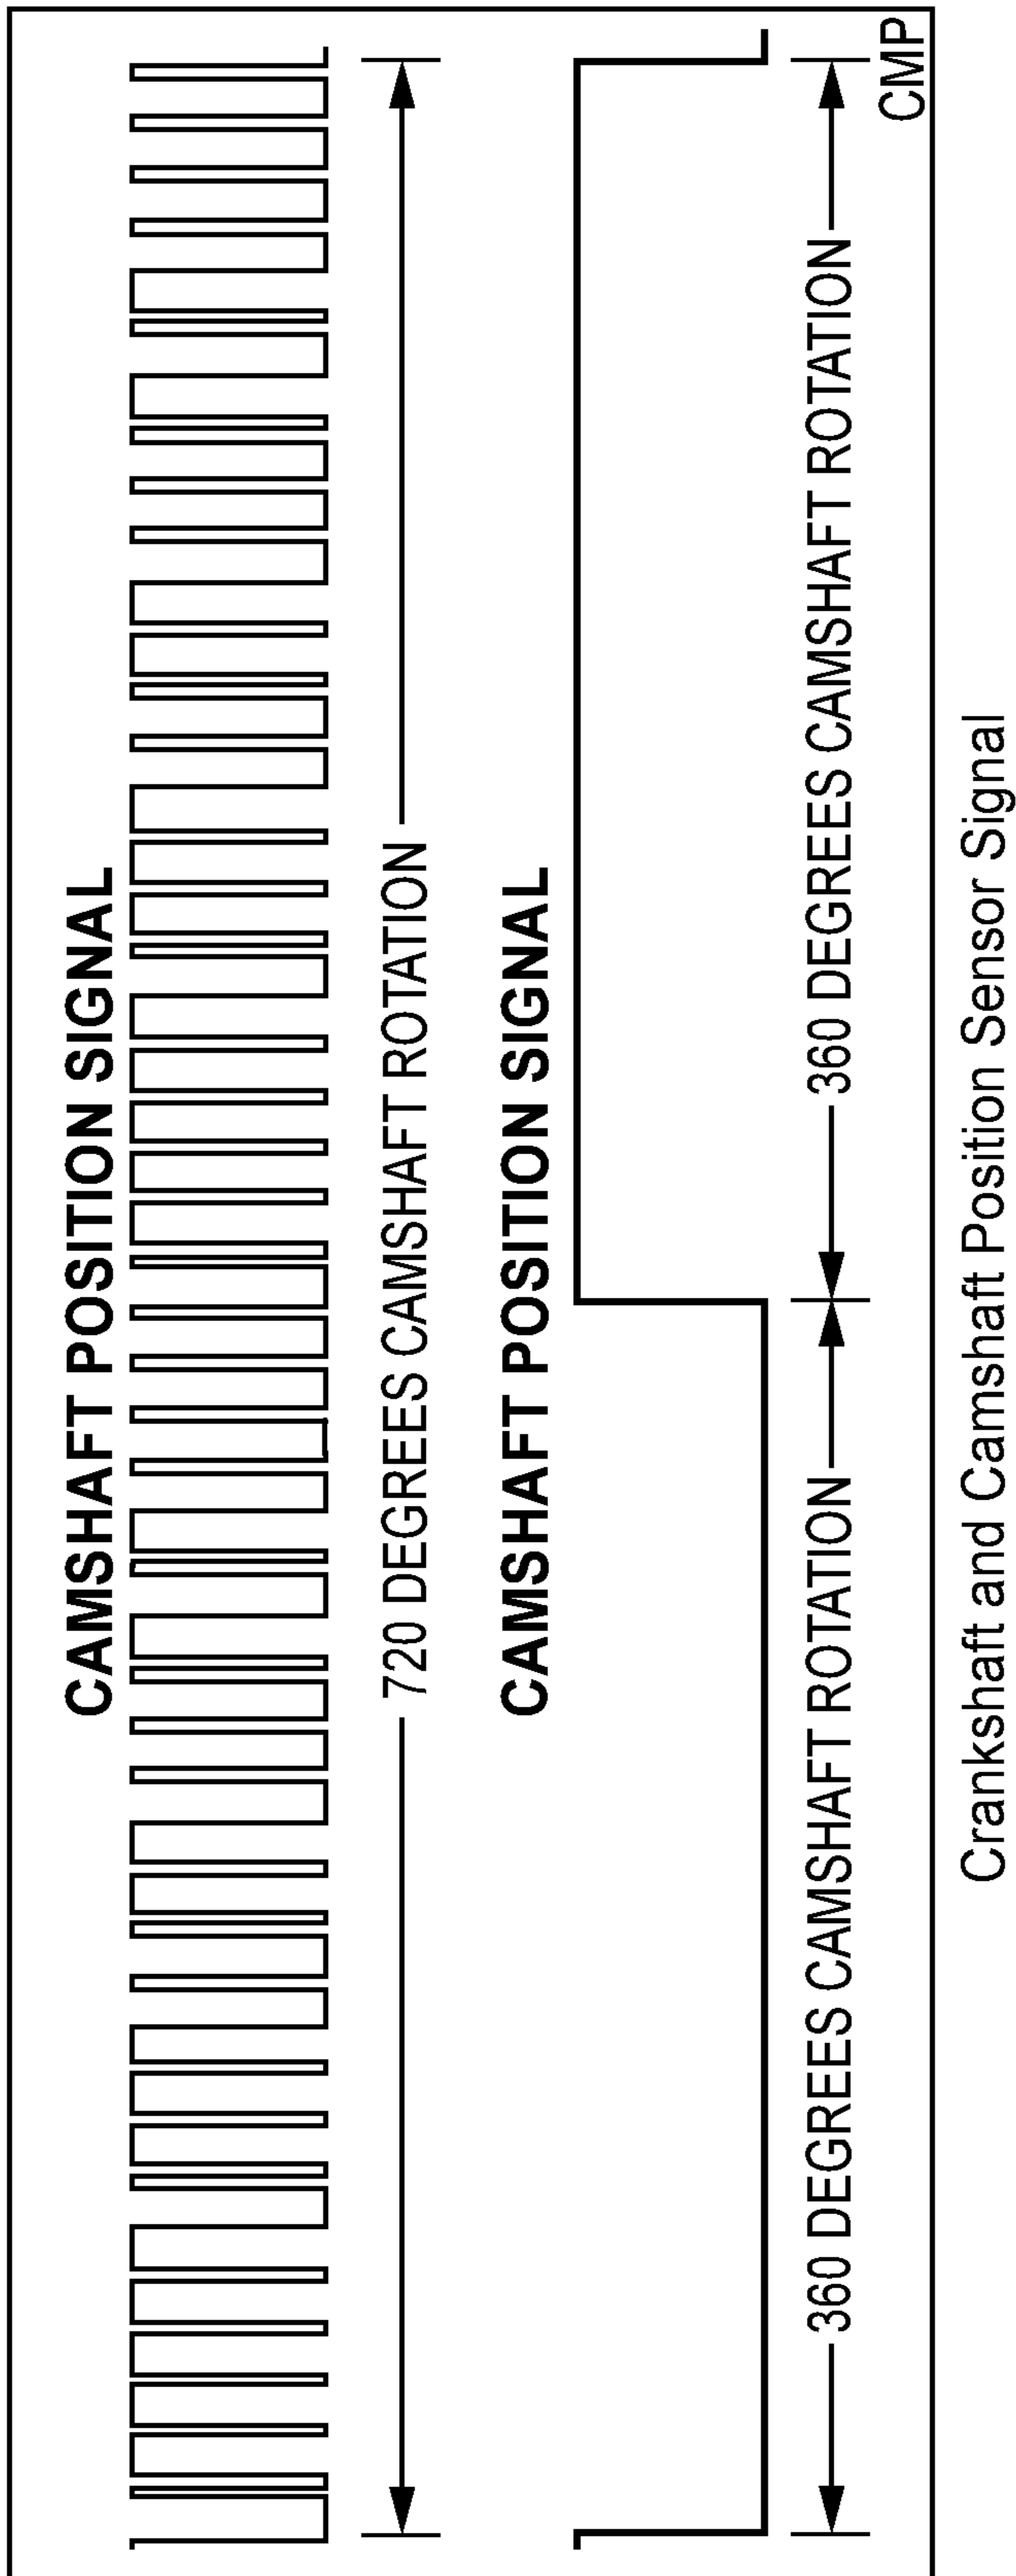 CAMSHAFT POSITION SIGNAL
720 DEGREES CAMSHAFT ROTATION
CAMSHAFT POSITION SIGNAL
360 DEGREES CAMSHAFT ROTATION
360 DEGREES CAMSHAFT ROTATION
CMP
Crankshaft and Camshaft Position Sensor Signal